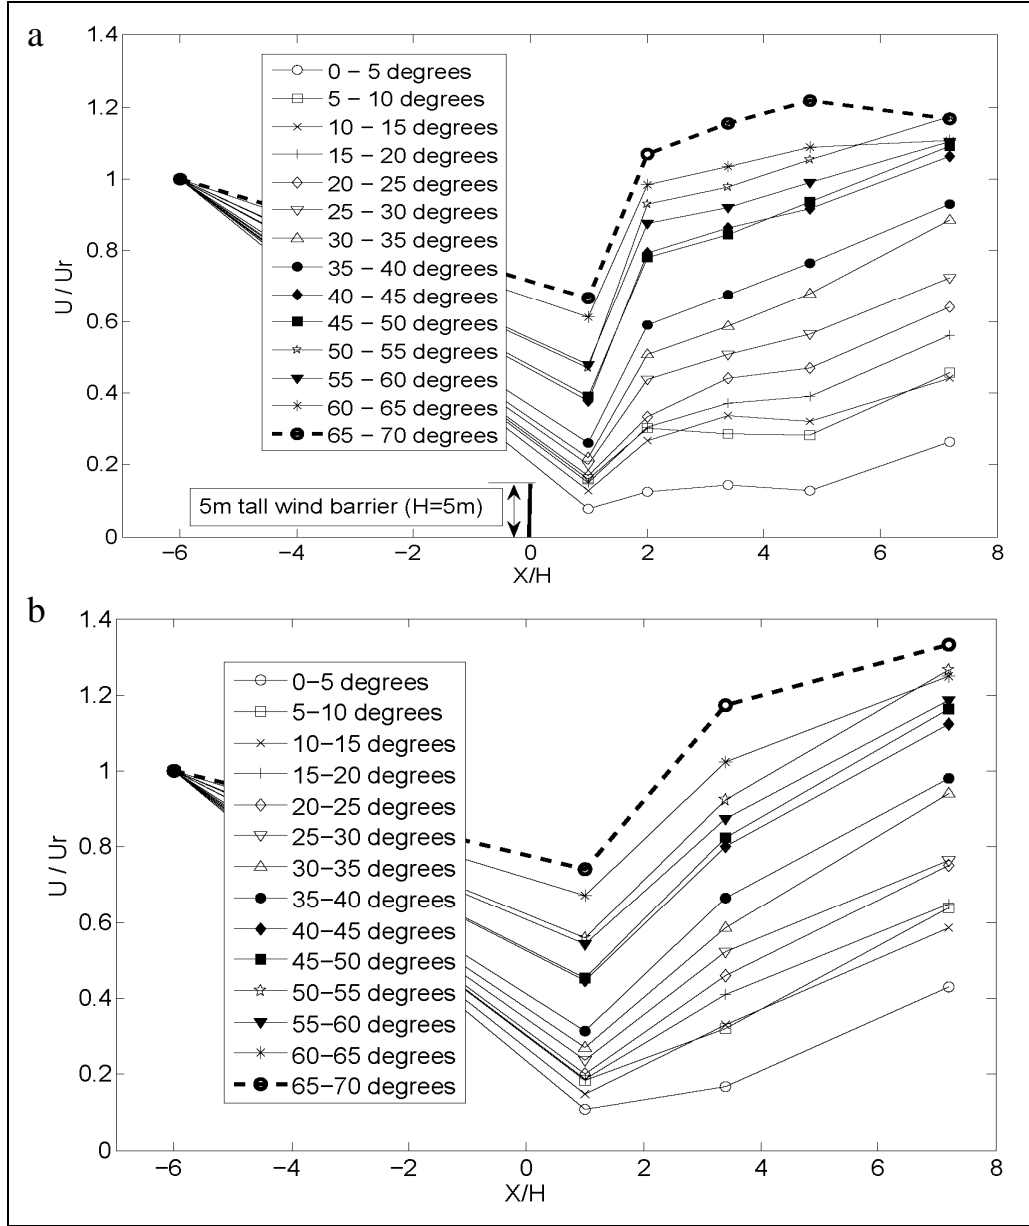 a
1.4
1.2
1
0.8
0.6
0.4
0.2
0
U / Ur
0 − 5 degrees
5 − 10 degrees
10 − 15 degrees
15 − 20 degrees
20 − 25 degrees
25 − 30 degrees
30 − 35 degrees
35 − 40 degrees
40 − 45 degrees
45 − 50 degrees
50 − 55 degrees
55 − 60 degrees
60 − 65 degrees
65 − 70 degrees
5m tall wind barrier (H=5m)
−6 −4 −2 0 2 4 6 8
X/H
b
1.4
1.2
1
0.8
0.6
0.4
0.2
0
U / Ur
0−5 degrees
5−10 degrees
10−15 degrees
15−20 degrees
20−25 degrees
25−30 degrees
30−35 degrees
35−40 degrees
40−45 degrees
45−50 degrees
50−55 degrees
55−60 degrees
60−65 degrees
65−70 degrees
−6 −4 −2 0 2 4 6 8
X/H